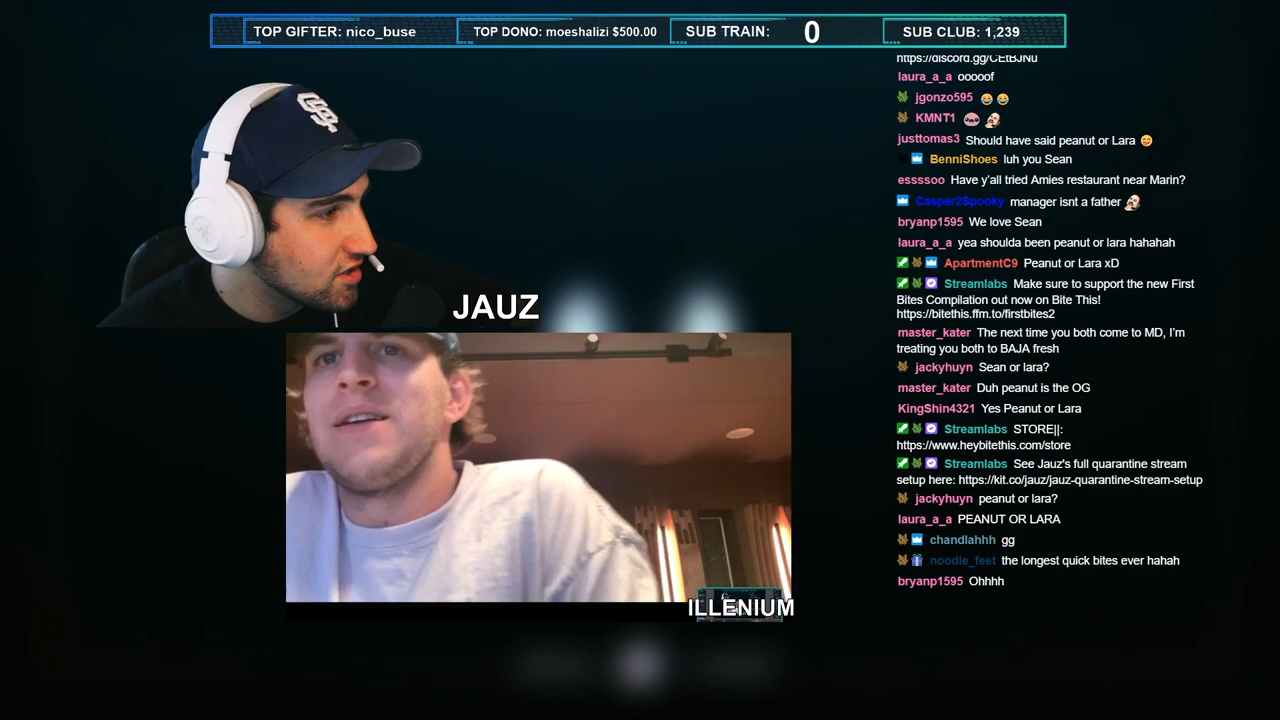 TOP GIFTER: nico_buse
TOP DONO: moeshalizi $500.00
SUB TRAIN: 0
SUB CLUB: 1,239
SF
JAUZ
ILLENIUM
https://discord.gg/CEtBJNu
laura_a_a ooooof
jgonzo595
KMNT1
justtomas3 Should have said peanut or Lara
BenniShoes luh you Sean
essssoo Have y'all tried Amies restaurant near Marin?
Casper2Spooky manager isnt a father
bryanp1595 We love Sean
laura_a_a yea shoulda been peanut or lara hahahah
ApartmentC9 Peanut or Lara xD
Streamlabs Make sure to support the new First
Bites Compilation out now on Bite This!
https://bitethis.ffm.to/firstbites2
master_kater The next time you both come to MD, I'm
treating you both to BAJA fresh
jackyhuyn Sean or lara?
master_kater Duh peanut is the OG
KingShin4321 Yes Peanut or Lara
Streamlabs STORE||:
https://www.heybitethis.com/store
Streamlabs See Jauz's full quarantine stream
setup here: https://kit.co/jauz/jauz-quarantine-stream-setup
jackyhuyn peanut or lara?
laura_a_a PEANUT OR LARA
chandlahhh gg
noodle_feet the longest quick bites ever hahah
bryanp1595 Ohhhh